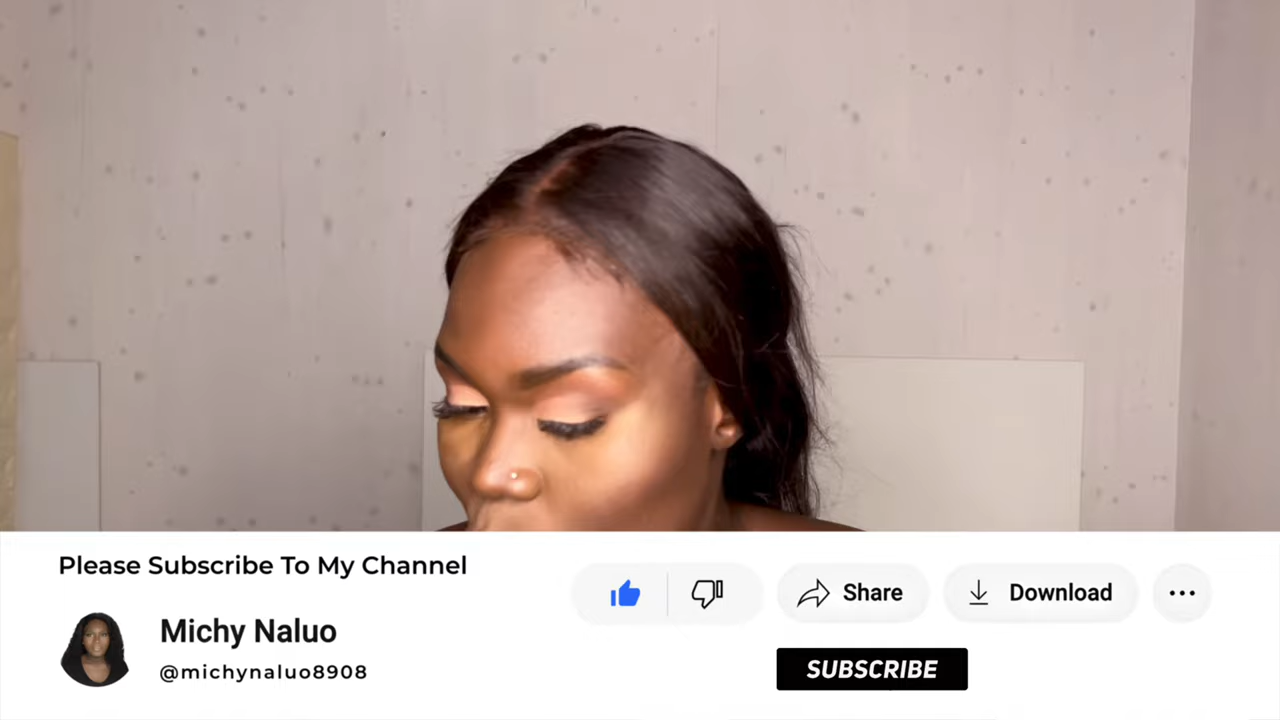 Please Subscribe To My Channel
Michy Naluo
@michynaluo8908
Share
Download
SUBSCRIBE